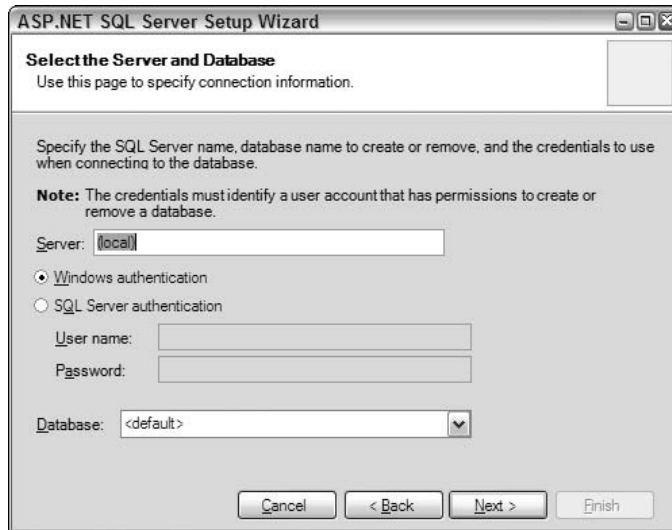 ASP.NET SQL Server Setup Wizard
Select the Server and Database
Use this page to specify connection information.
Specify the SQL Server name, database name to create or remove, and the credentials to use
when connecting to the database.
Note: The credentials must identify a user account that has permissions to create or
remove a database.
Server: (local)
Windows authentication
SQL Server authentication
User name:
Password:
Database: <default>
Cancel < Back Next > Finish